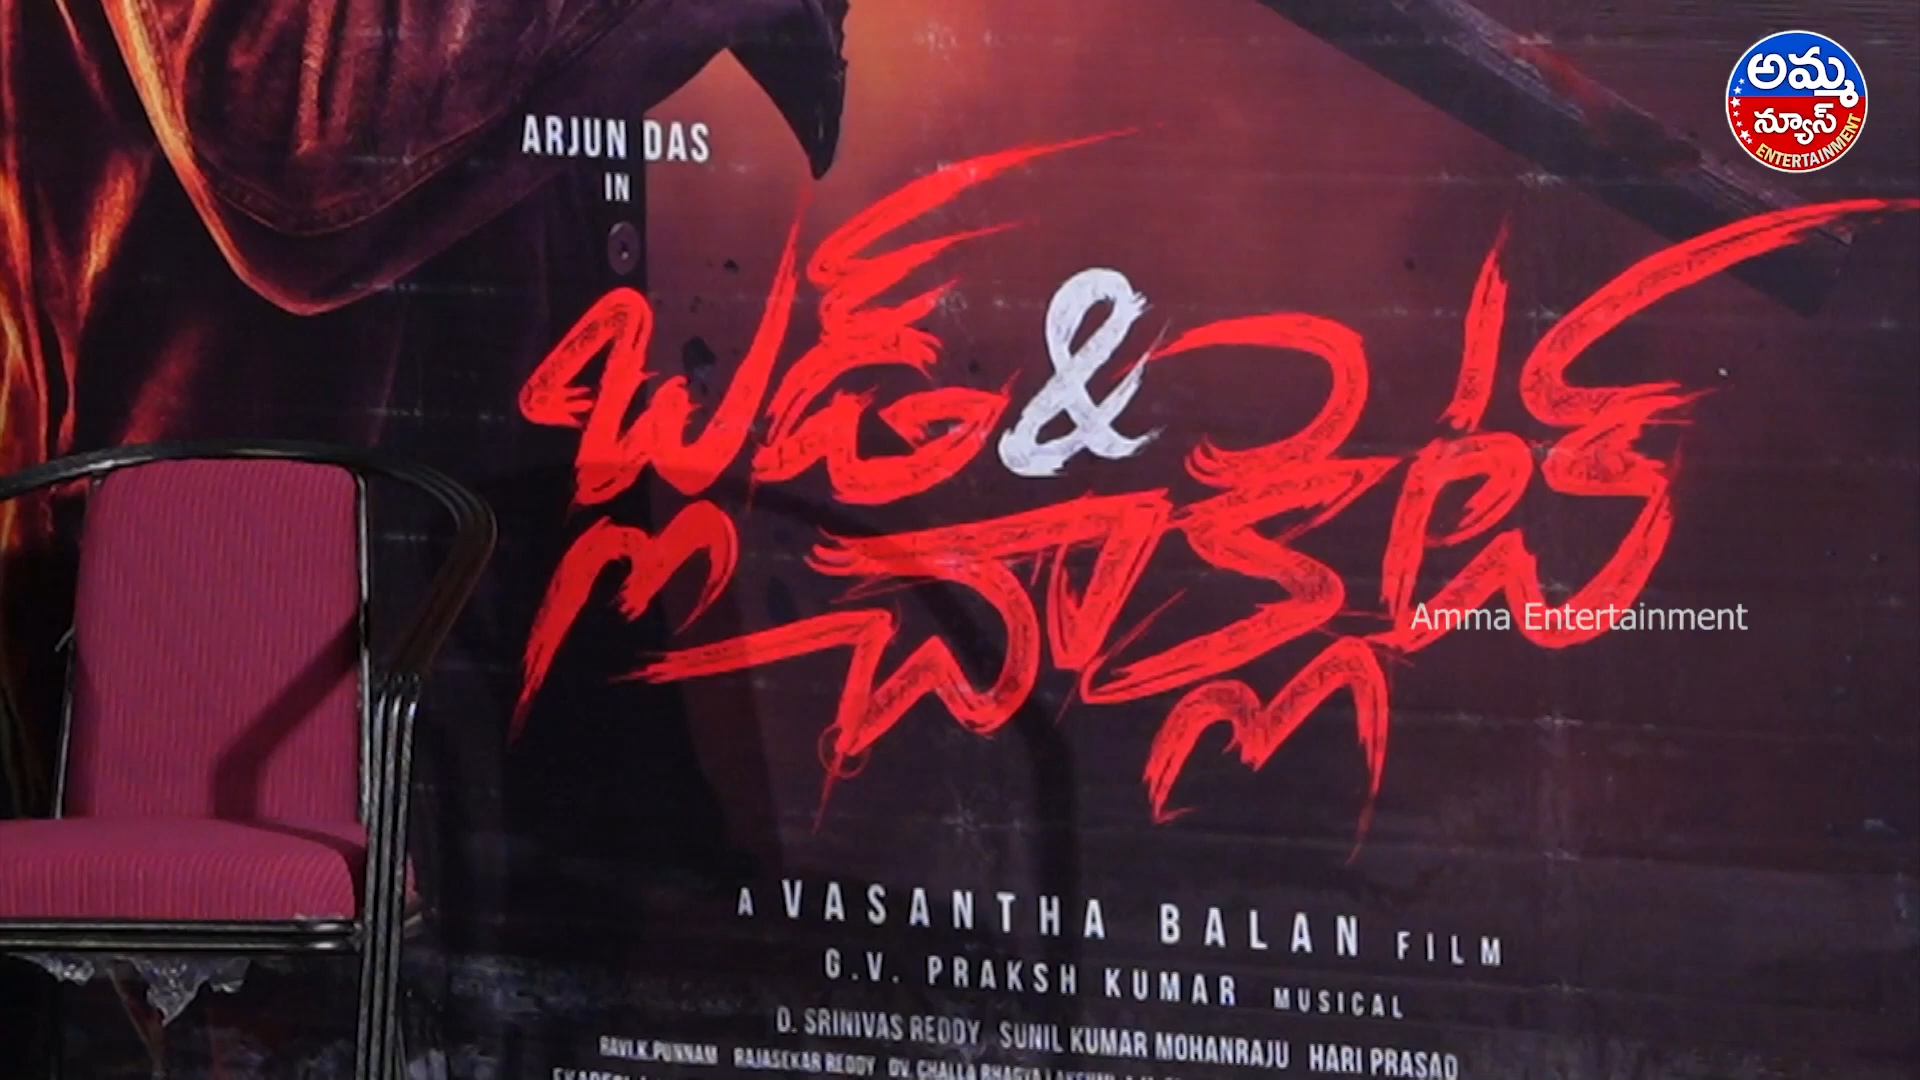 అమ్మ
న్యూస్
ENTERTAINMENT
ARJUN DAS
IN
బ్లడ్ & చాక్లెట్
Amma Entertainment
A VASANTHA BALAN FILM
G.V. PRAKSH KUMAR MUSICAL
D. SRINIVAS REDDY SUNIL KUMAR MOHANRAJU HARI PRASAD
RAVI.K.PUNNAM RAJASEKAR REDDY DV. CHALLA BHAGYA LAKSHMI